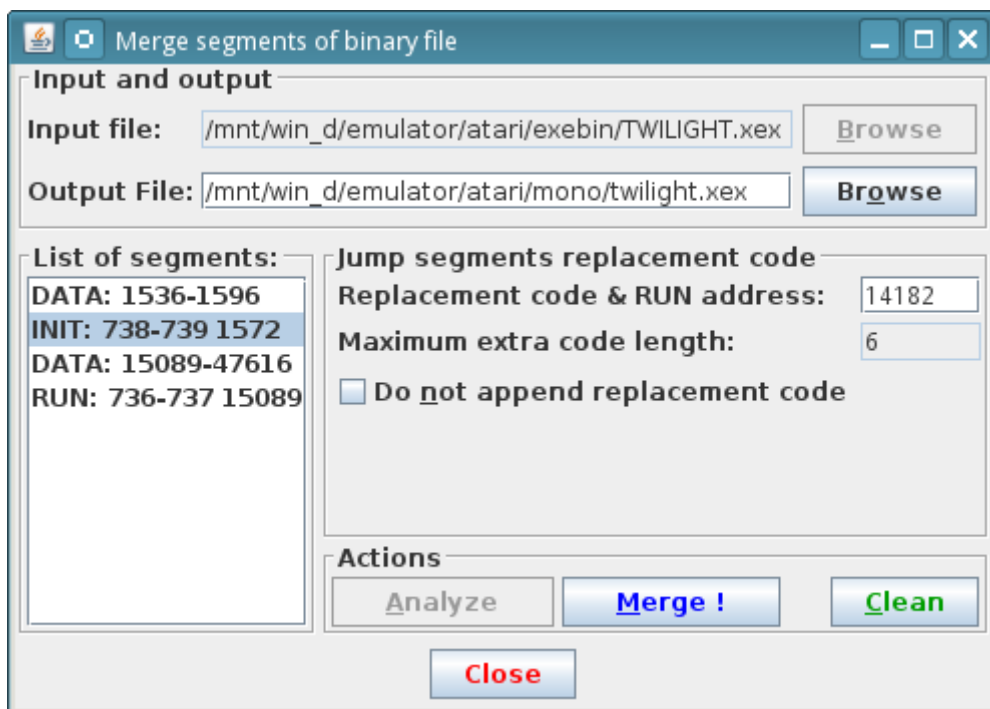 Merge segments of binary file
Input and output
Input file: /mnt/win_d/emulator/atari/exebin/TWILIGHT.xex Browse
Output File: /mnt/win_d/emulator/atari/mono/twilight.xex Browse
List of segments:
DATA: 1536-1596
INIT: 738-739 1572
DATA: 15089-47616
RUN: 736-737 15089
Jump segments replacement code
Replacement code & RUN address: 14182
Maximum extra code length: 6
Do not append replacement code
Actions
Analyze Merge ! Clean
Close